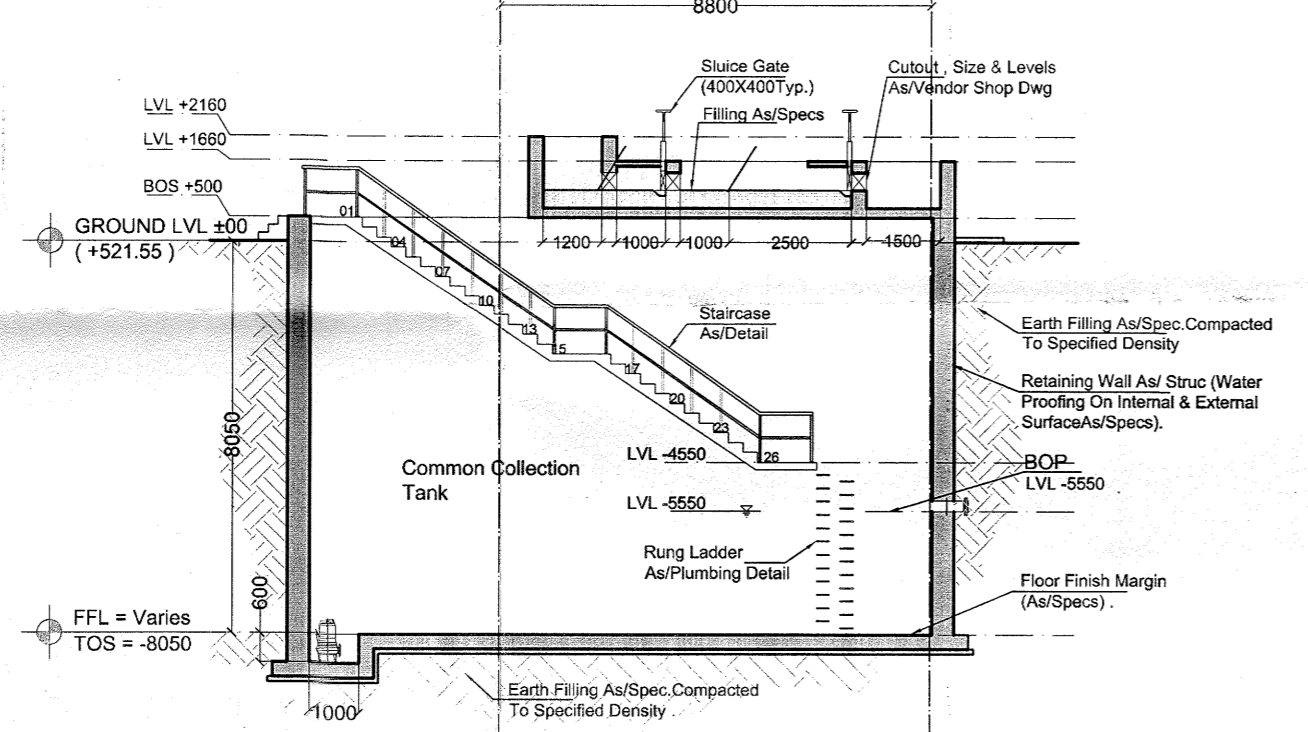 8800
Sluice Gate
(400X400Typ.)
Cutout , Size & Levels
As/Vendor Shop Dwg
LVL +2160
Filling As/Specs
LVL +1660
BOS +500
01
GROUND LVL ±00
( +521.55 )
04
1200
1000
1000
2500
1500
07
10
13
15
Staircase
As/Detail
Earth Filling As/Spec.Compacted
To Specified Density
17
20
23
26
Retaining Wall As/ Struc (Water
Proofing On Internal & External
SurfaceAs/Specs).
8050
LVL -4550
Common Collection
Tank
BOP
LVL -5550
LVL -5550
Rung Ladder
As/Plumbing Detail
600
Floor Finish Margin
(As/Specs) .
FFL = Varies
TOS = -8050
1000
Earth Filling As/Spec.Compacted
To Specified Density